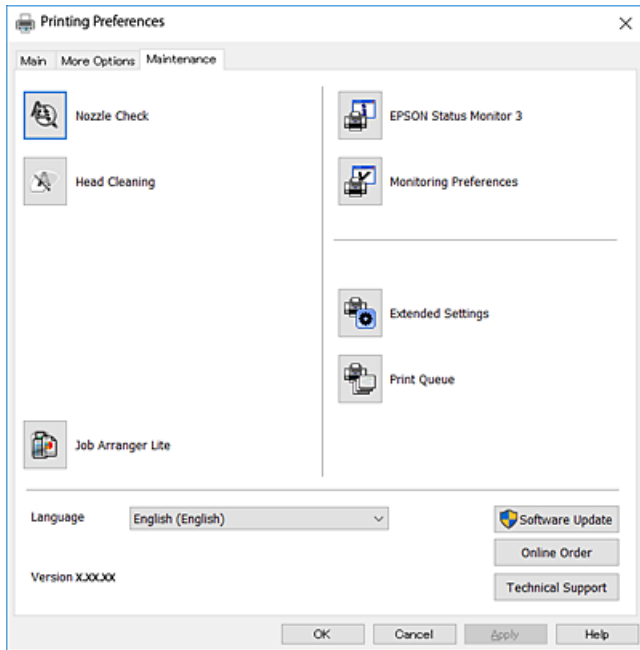 Printing Preferences
Main
More Options
Maintenance
Nozzle Check
Head Cleaning
Job Arranger Lite
EPSON Status Monitor 3
Monitoring Preferences
Extended Settings
Print Queue
Language
English (English)
Version X.XX.XX
Software Update
Online Order
Technical Support
OK
Cancel
Apply
Help